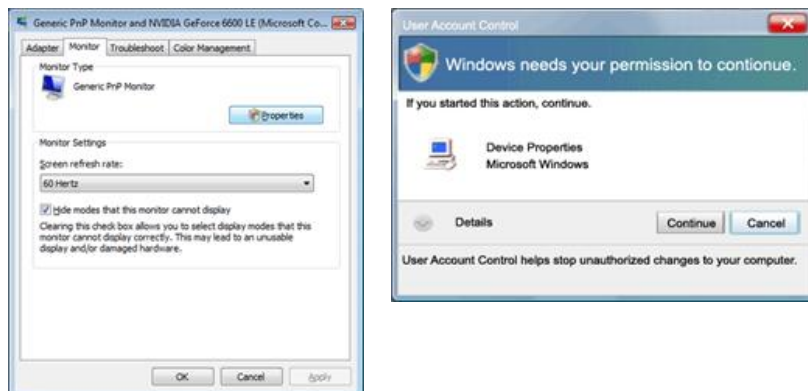 Generic PnP Monitor and NVIDIA GeForce 6600 LE (Microsoft Co...
Adapter Monitor Troubleshoot Color Management
Monitor Type
Generic PnP Monitor
Properties
Monitor Settings
Screen refresh rate:
60 Hertz
Hide modes that this monitor cannot display
Clearing this check box allows you to select display modes that this
monitor cannot display correctly. This may lead to an unusable
display and/or damaged hardware.
OK Cancel Apply
User Account Control
Windows needs your permission to contionue.
If you started this action, continue.
Device Properties
Microsoft Windows
Details Continue Cancel
User Account Control helps stop unauthorized changes to your computer.